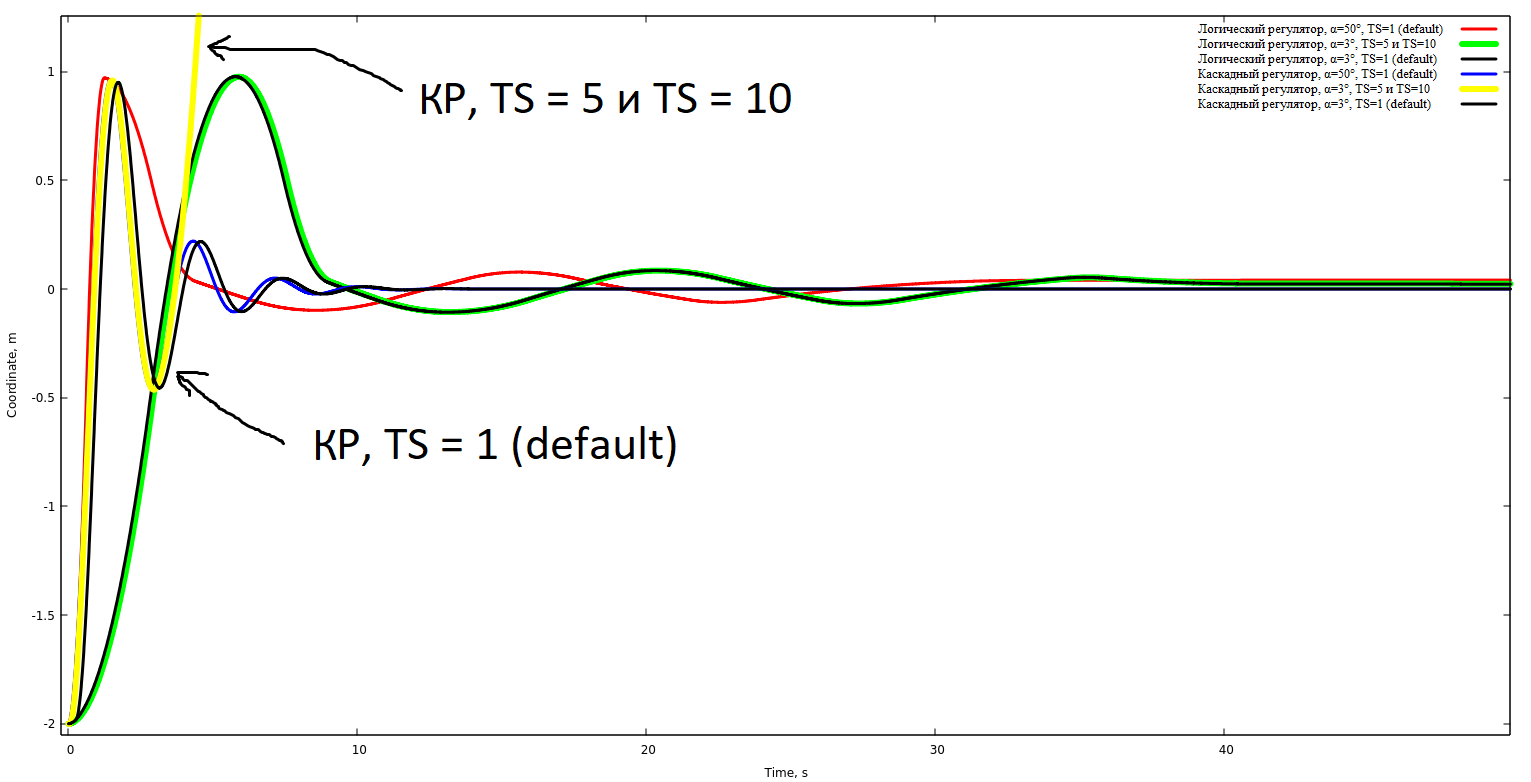 Логический регулятор, α=50°, TS=1 (default)
Логический регулятор, α=3°, TS=5 и TS=10
Логический регулятор, α=3°, TS=1 (default)
Каскадный регулятор, α=50°, TS=1 (default)
Каскадный регулятор, α=3°, TS=5 и TS=10
Каскадный регулятор, α=3°, TS=1 (default)
КР, TS = 5 и TS = 10
КР, TS = 1 (default)
1
0.5
0
-0.5
-1
-1.5
-2
Coordinate, m
0
10
20
30
40
Time, s